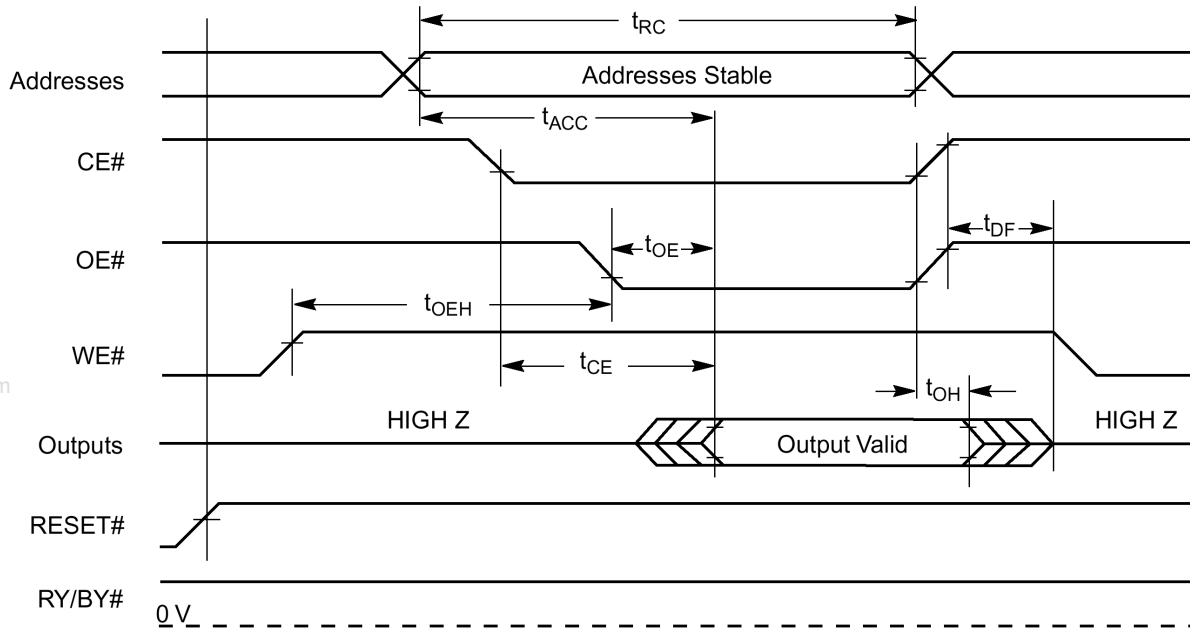 tRC
Addresses
Addresses Stable
tACC
CE#
tDF
OE#
tOE
tOEH
WE#
tCE
m
tOH
HIGH Z
HIGH Z
Outputs
Output Valid
RESET#
RY/BY#
0 V